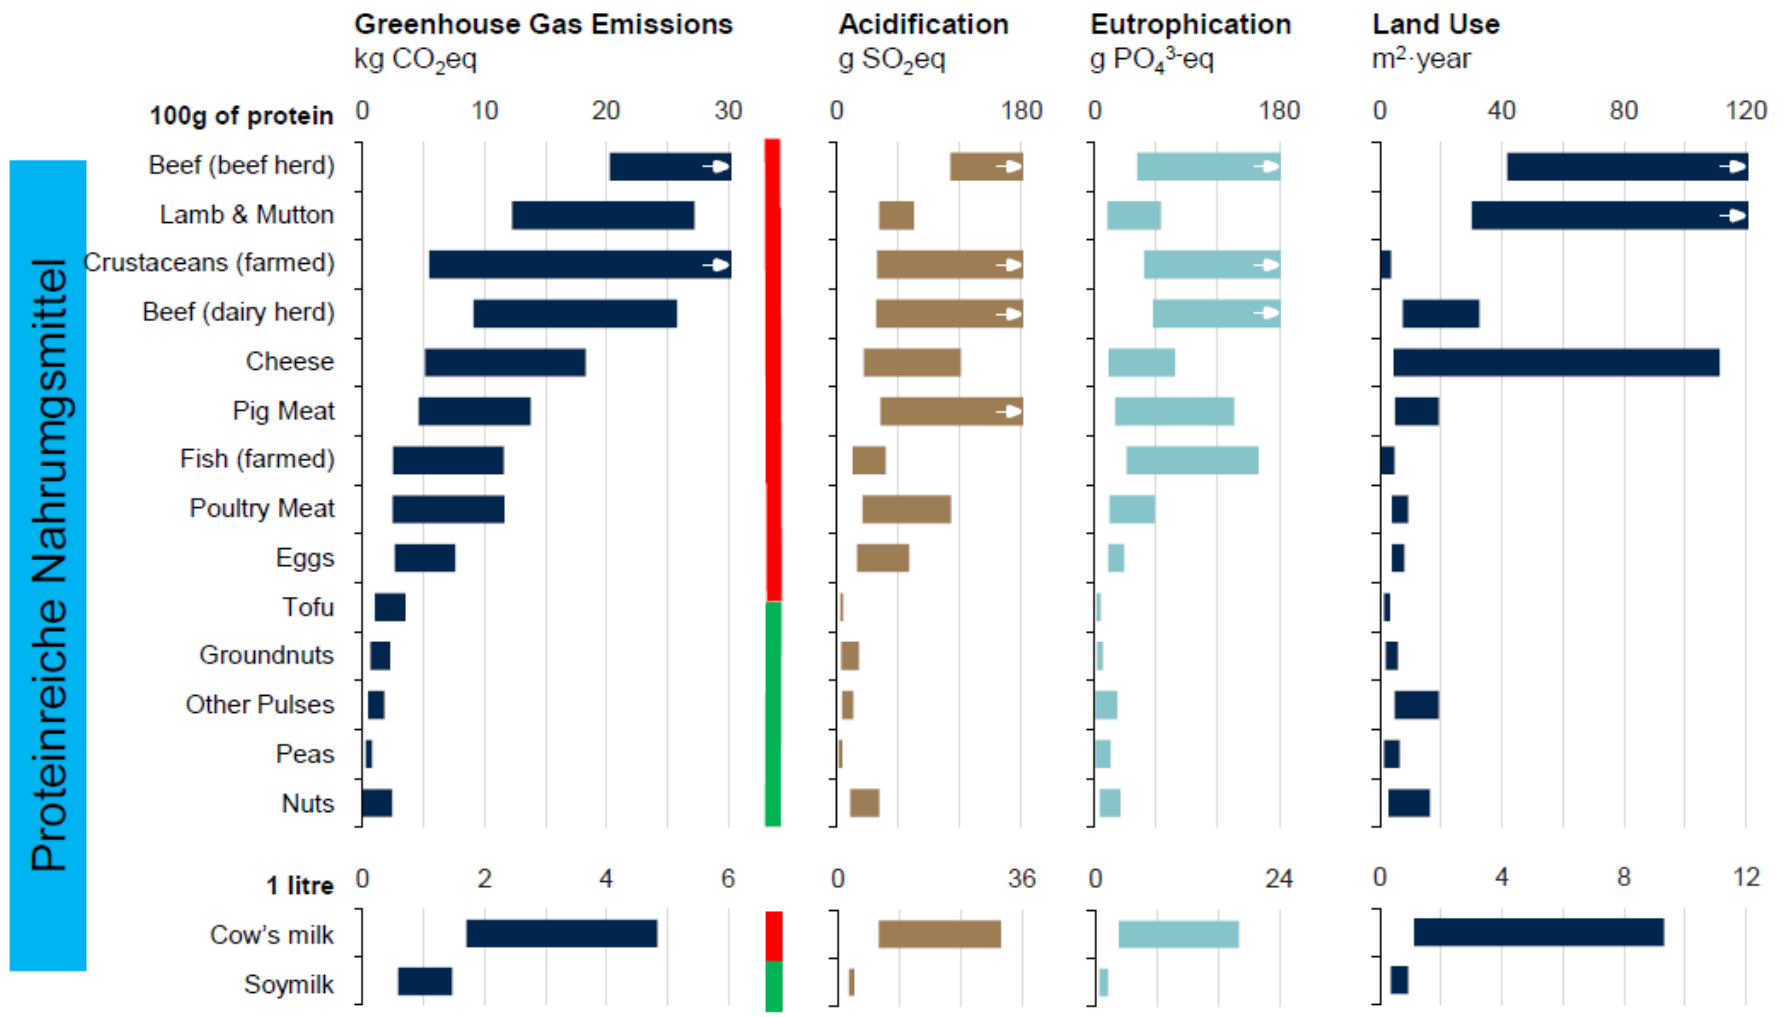 Greenhouse Gas Emissions Acidification Eutrophication Land Use
kg CO₂eq g SO₂eq g PO₄³⁻eq m²·year
100g of protein 0 10 20 30 0 180 0 180 0 40 80 120
Beef (beef herd)
Lamb & Mutton
Crustaceans (farmed)
Beef (dairy herd)
Cheese
Pig Meat
Fish (farmed)
Poultry Meat
Eggs
Tofu
Groundnuts
Other Pulses
Peas
Nuts
1 litre 0 2 4 6 0 36 0 24 0 4 8 12
Cow's milk
Soymilk
Proteinreiche Nahrumgsmittel